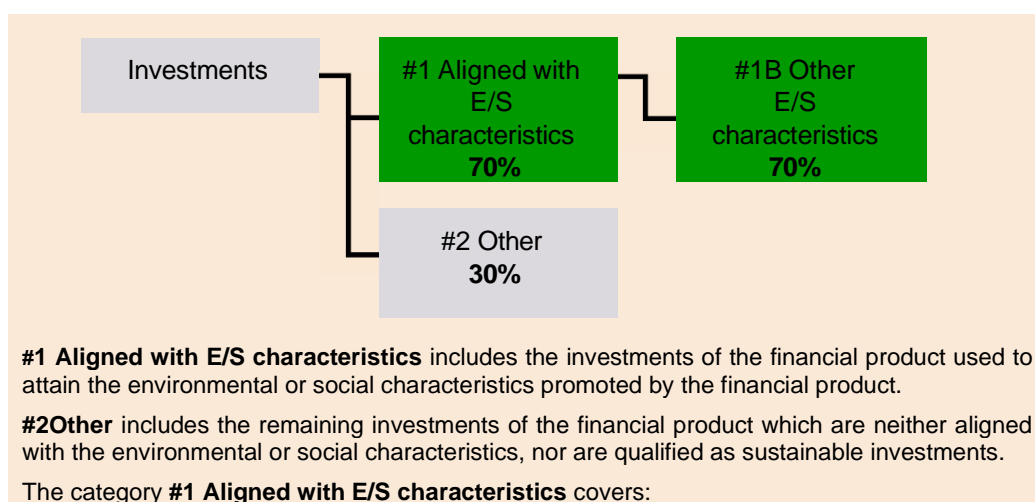 Investments
#1 Aligned with
E/S
characteristics
70%
#1B Other
E/S
characteristics
70%
#2 Other
30%
#1 Aligned with E/S characteristics includes the investments of the financial product used to
attain the environmental or social characteristics promoted by the financial product.
#2Other includes the remaining investments of the financial product which are neither aligned
with the environmental or social characteristics, nor are qualified as sustainable investments.
The category #1 Aligned with E/S characteristics covers: